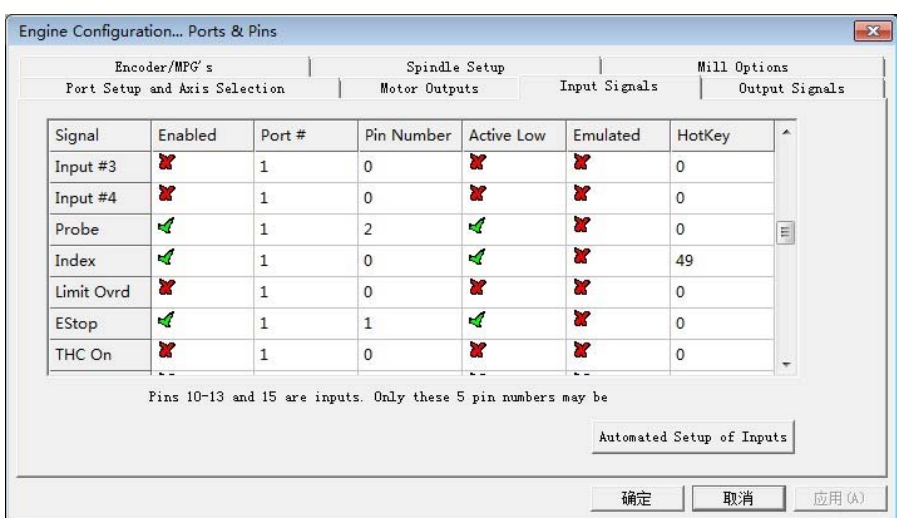 Engine Configuration... Ports & Pins
Encoder/MPG's Spindle Setup Mill Options
Port Setup and Axis Selection Motor Outputs Input Signals Output Signals
Signal Enabled Port # Pin Number Active Low Emulated HotKey
Input #3 1 0 0
Input #4 1 0 0
Probe 1 2 0
Index 1 0 49
Limit Ovrd 1 0 0
EStop 1 1 0
THC On 1 0 0
Pins 10-13 and 15 are inputs. Only these 5 pin numbers may be
Automated Setup of Inputs
确定 取消 应用(A)